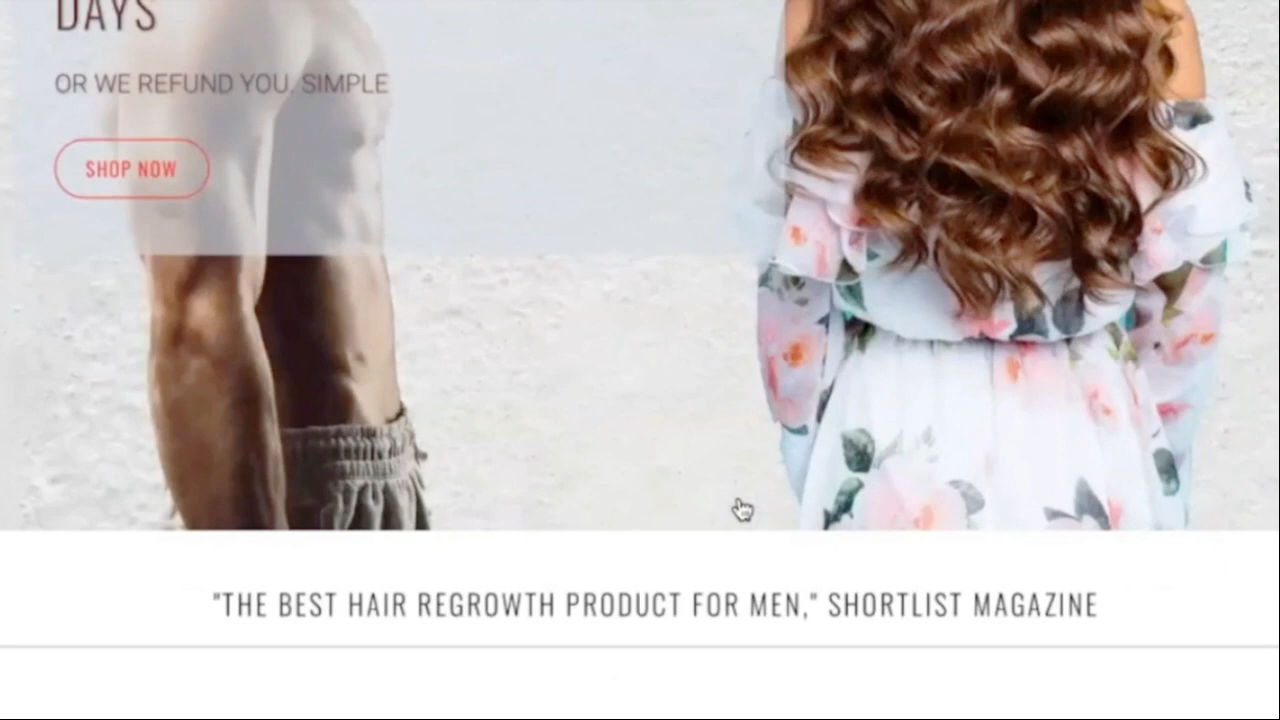 DAYS
OR WE REFUND YOU. SIMPLE
SHOP NOW
"THE BEST HAIR REGROWTH PRODUCT FOR MEN," SHORTLIST MAGAZINE